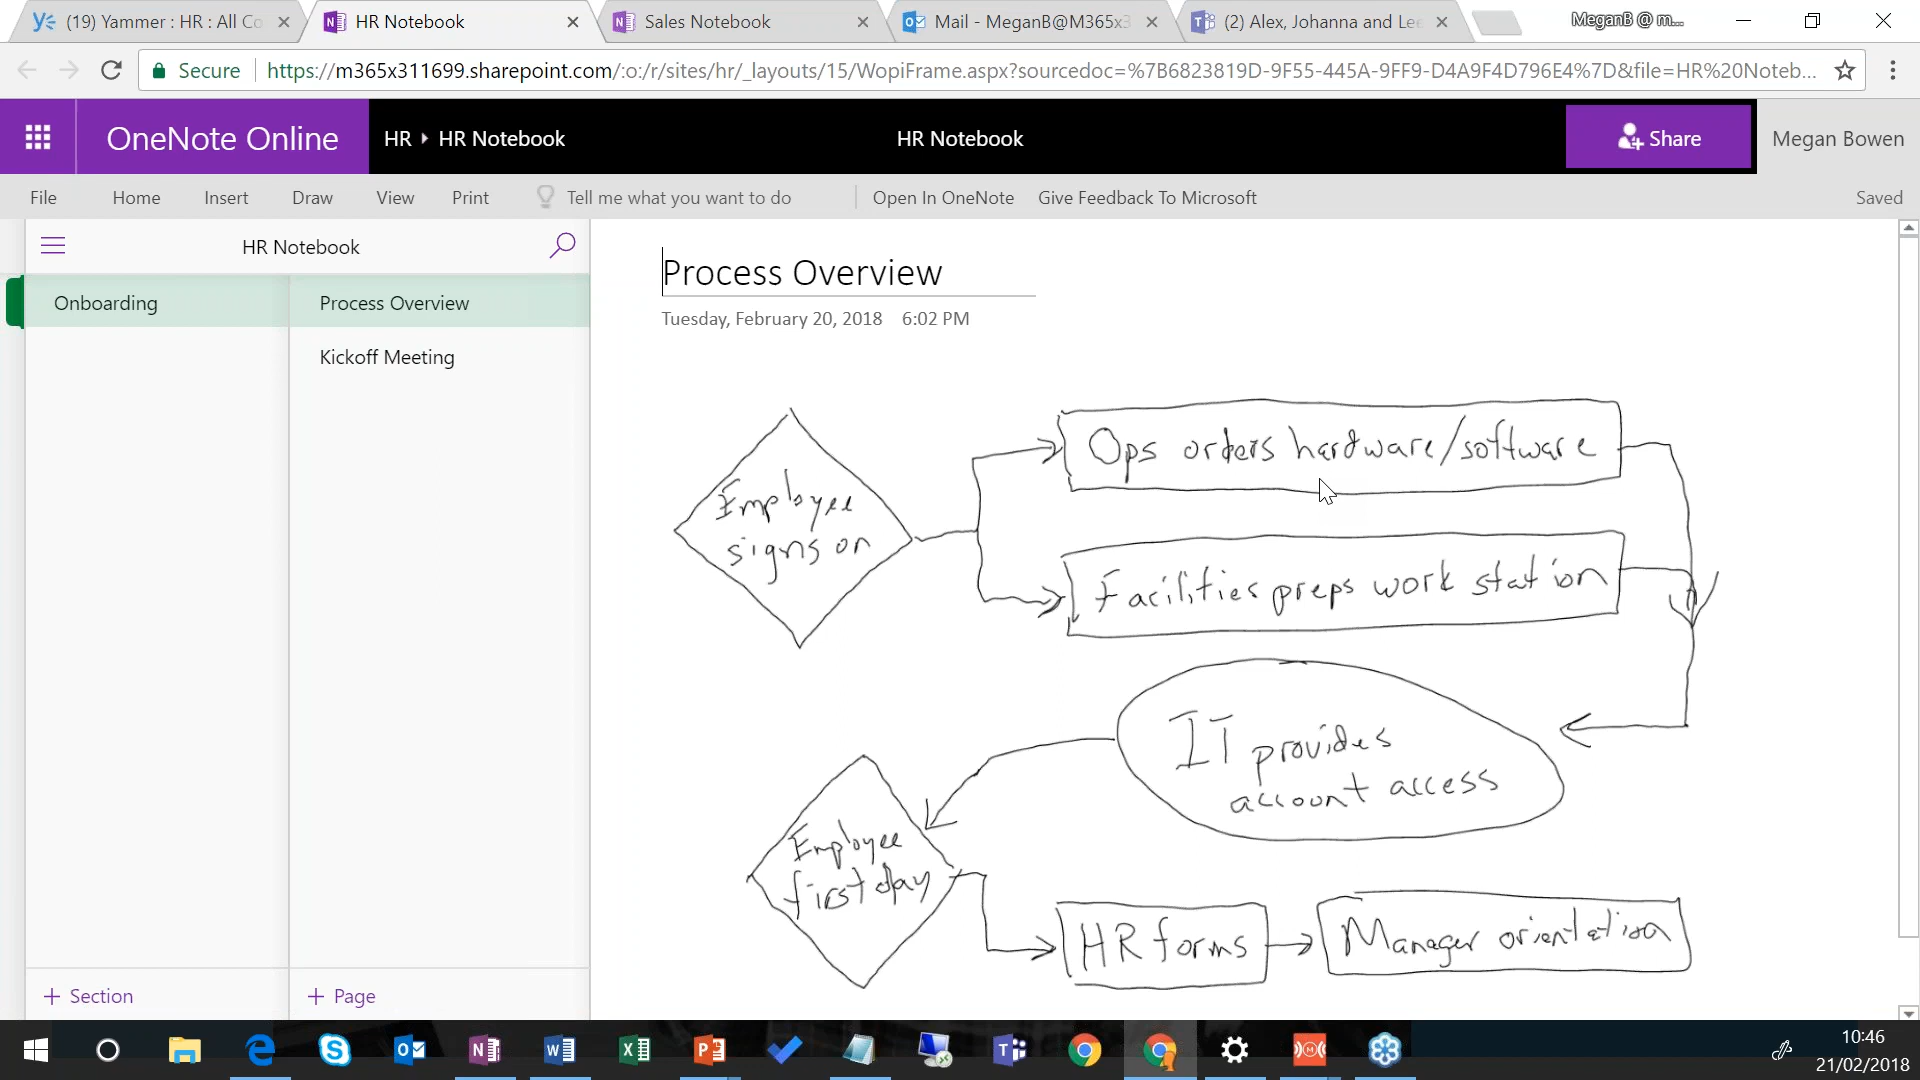 (19) Yammer : HR : All Co
HR Notebook
Sales Notebook
Mail - MeganB@M365x3
(2) Alex, Johanna and Lee
MeganB @ m...
Secure
https://m365x311699.sharepoint.com/:o:/r/sites/hr/_layouts/15/WopiFrame.aspx?sourcedoc=%7B6823819D-9F55-445A-9FF9-D4A9F4D796E4%7D&file=HR%20Noteb...
OneNote Online
HR ▸ HR Notebook
HR Notebook
Share
Megan Bowen
File
Home
Insert
Draw
View
Print
Tell me what you want to do
Open In OneNote
Give Feedback To Microsoft
Saved
HR Notebook
Onboarding
Process Overview
Kickoff Meeting
+ Section
+ Page
Process Overview
Tuesday, February 20, 2018 6:02 PM
Employee
signs on
Ops orders hardware/software
Facilities preps work station
IT provides
account access
Employee
first day
HR forms
Manager orientation
10:46
21/02/2018